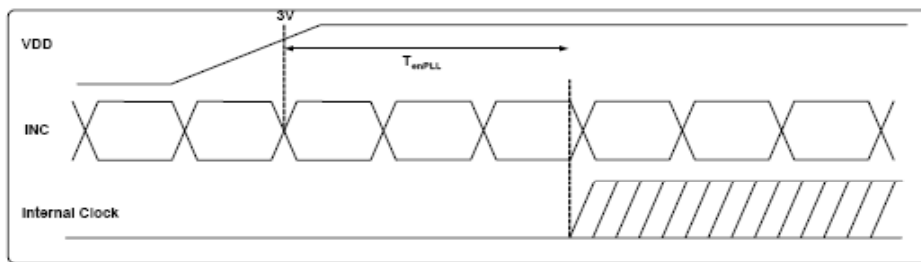 3V
VDD
TenPLL
INC
Internal Clock